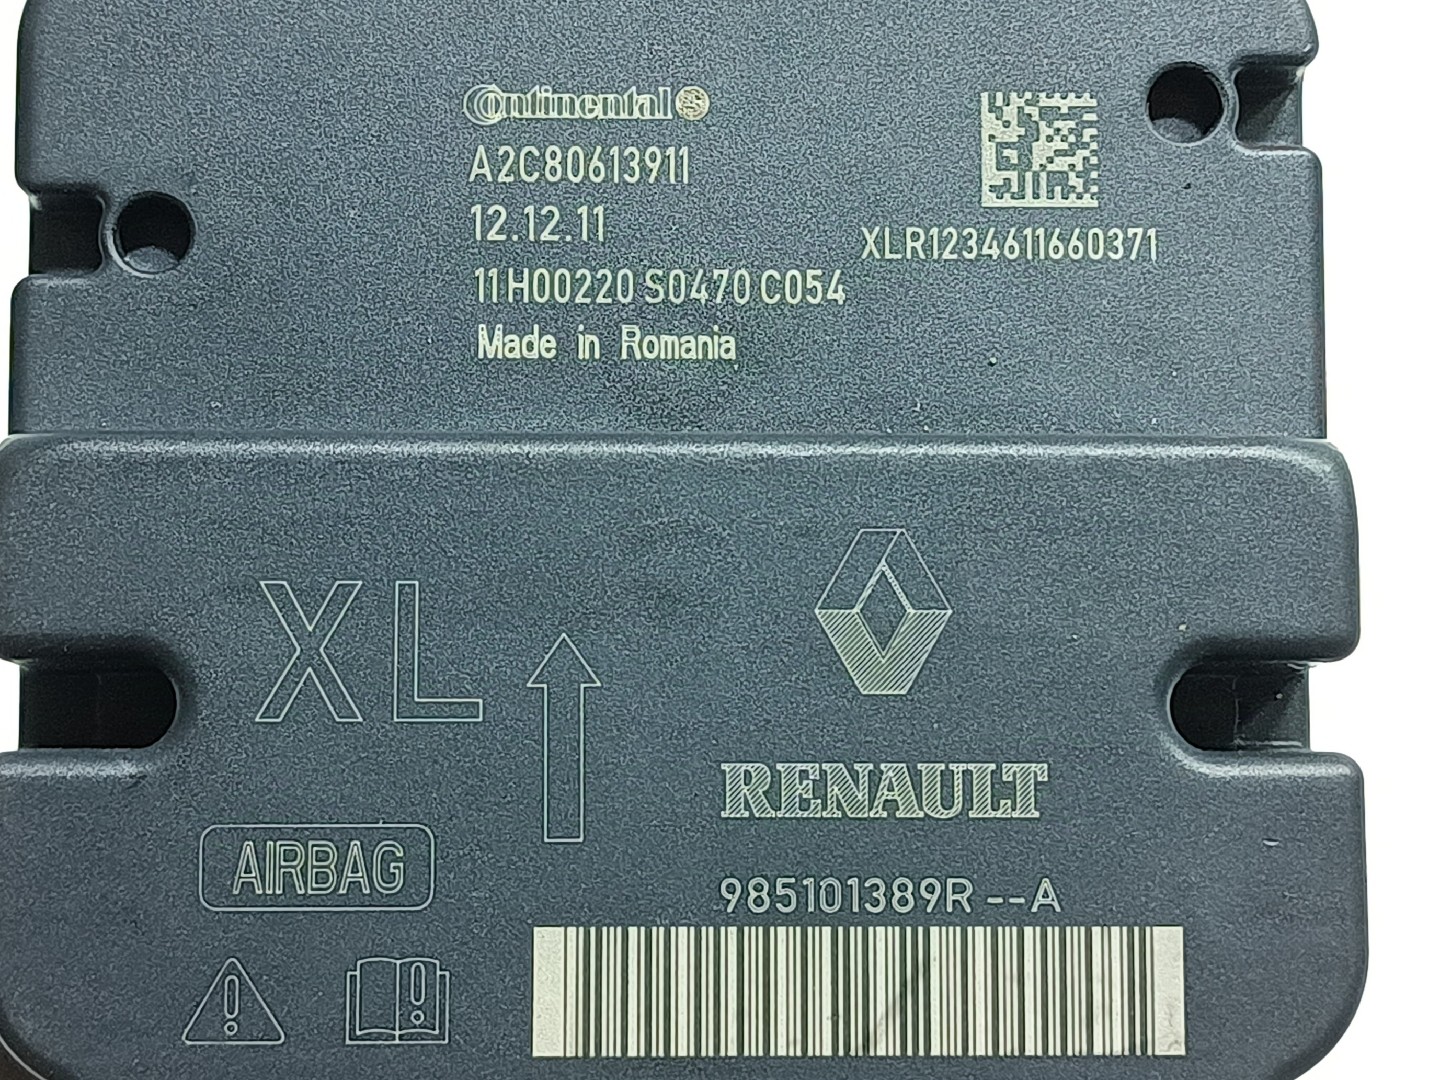 Continental
A2C80613911
12.12.11
11H00220 S0470 C054
Made in Romania
XLR1234611660371
XL
RENAULT
AIRBAG
985101389R --A